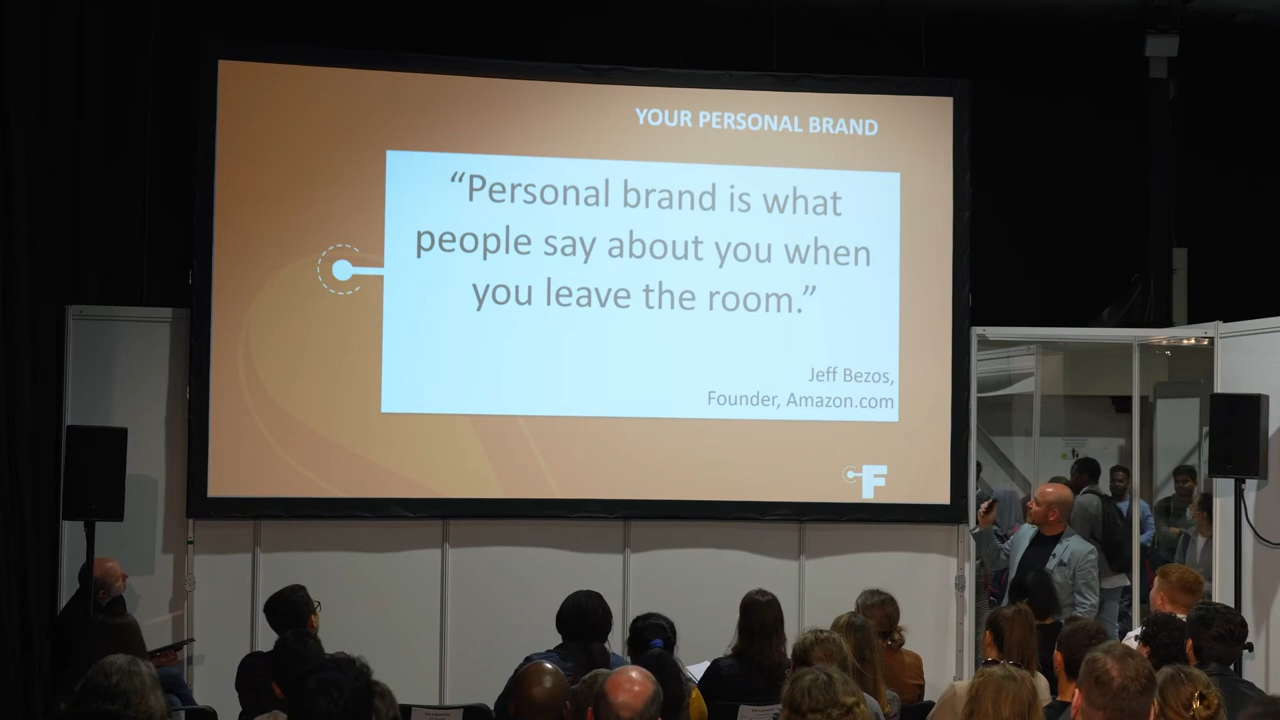 YOUR PERSONAL BRAND
“Personal brand is what
people say about you when
you leave the room.”
Jeff Bezos,
Founder, Amazon.com
F